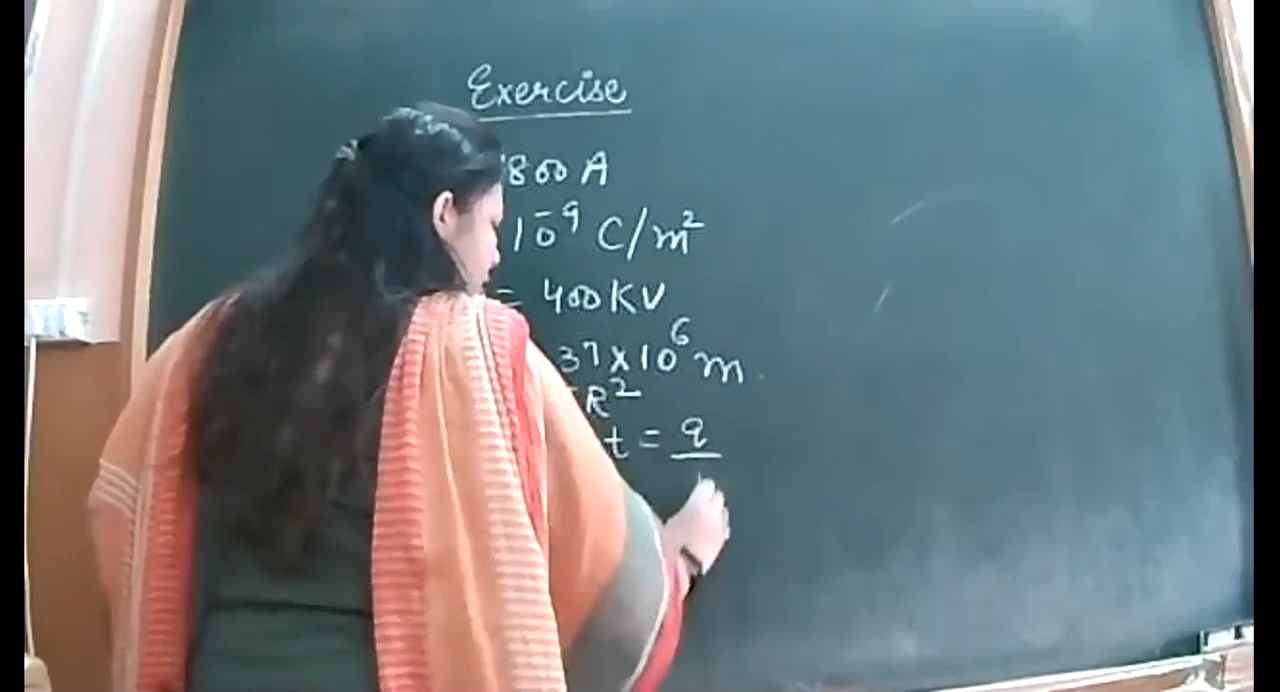 Exercise
800 A
10⁻⁹ C/m²
= 400 KV
37 x 10⁶ m
R²
t = q